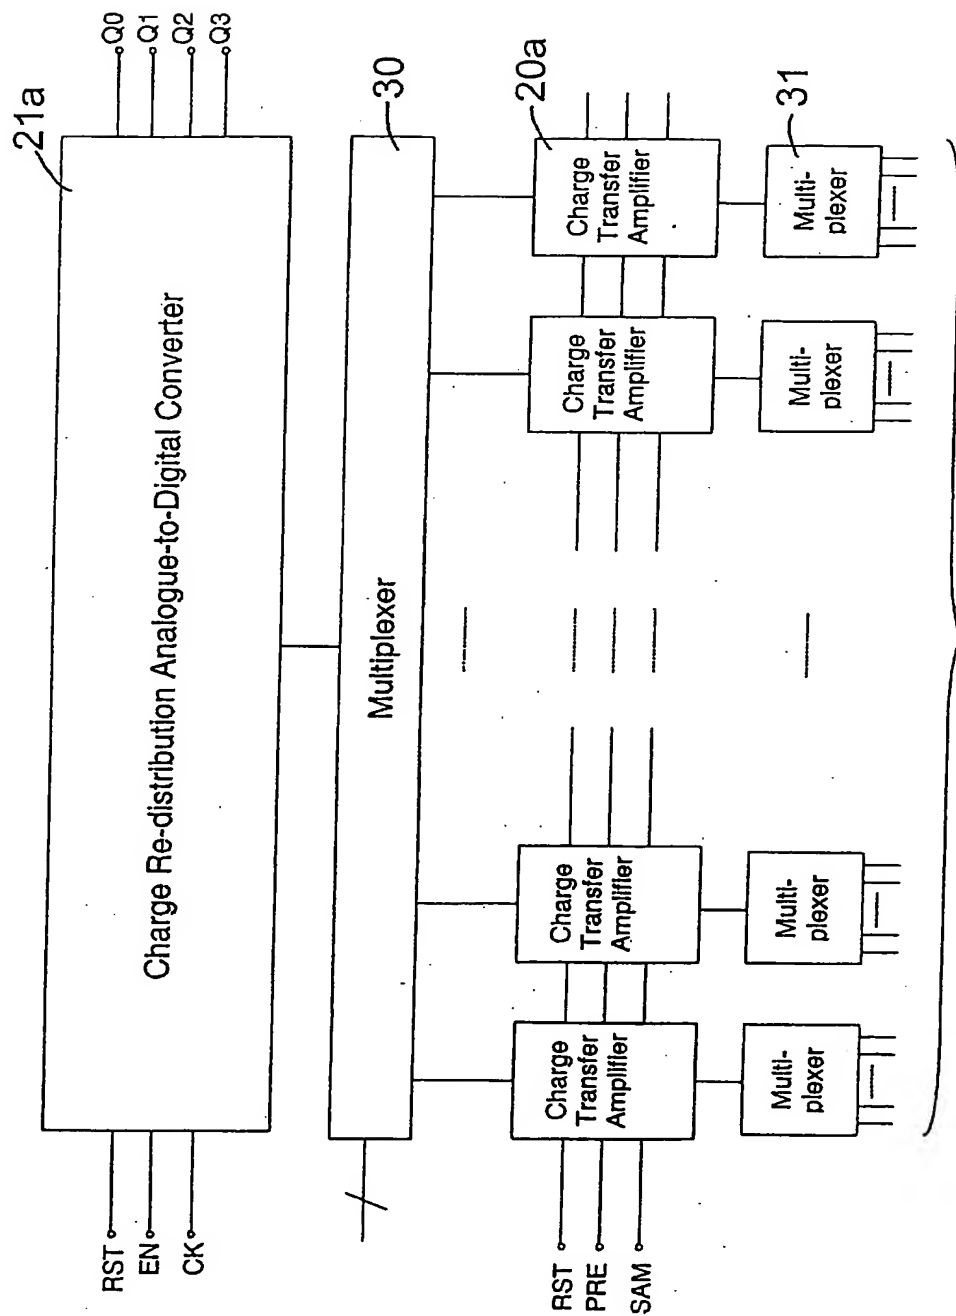 21a
Q0
Q1
Q2
Q3
Charge Re-distribution Analogue-to-Digital Converter
RST
EN
CK
30
Multiplexer
20a
Charge
Transfer
Amplifier
Charge
Transfer
Amplifier
Charge
Transfer
Amplifier
Charge
Transfer
Amplifier
RST
PRE
SAM
31
Multi-
plexer
Multi-
plexer
Multi-
plexer
Multi-
plexer